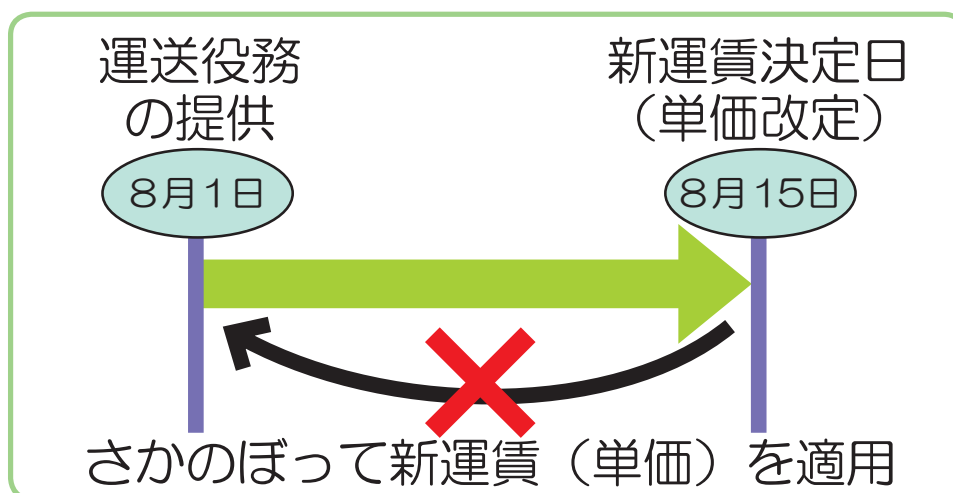 運送役務
の提供
新運賃決定日
（単価改定）
8月1日
8月15日
さかのぼって新運賃（単価）を適用